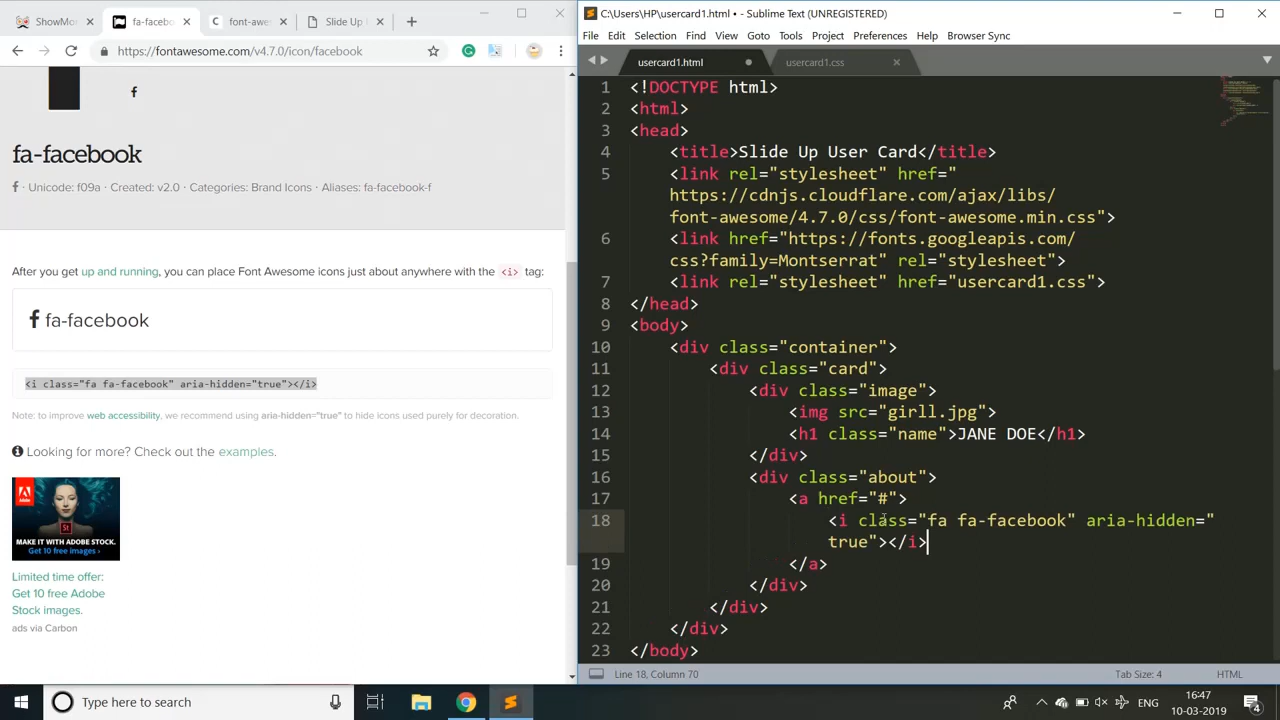 ShowMo
fa-facebo
font-awes
Slide Up
C:\Users\HP\usercard1.html • - Sublime Text (UNREGISTERED)
https://fontawesome.com/v4.7.0/icon/facebook
File Edit Selection Find View Goto Tools Project Preferences Help Browser Sync
usercard1.html usercard1.css
fa-facebook
· Unicode: f09a · Created: v2.0 · Categories: Brand Icons · Aliases: fa-facebook-f
After you get up and running, you can place Font Awesome icons just about anywhere with the <i> tag:
fa-facebook
<i class="fa fa-facebook" aria-hidden="true"></i>
Note: to improve web accessibility, we recommend using aria-hidden="true" to hide icons used purely for decoration.
Looking for more? Check out the examples.
Adobe
St
MAKE IT WITH ADOBE STOCK.
Get 10 free images ›
Limited time offer:
Get 10 free Adobe
Stock images.
ads via Carbon
1 <!DOCTYPE html>
2 <html>
3 <head>
4 <title>Slide Up User Card</title>
5 <link rel="stylesheet" href="
https://cdnjs.cloudflare.com/ajax/libs/
font-awesome/4.7.0/css/font-awesome.min.css">
6 <link href="https://fonts.googleapis.com/
css?family=Montserrat" rel="stylesheet">
7 <link rel="stylesheet" href="usercard1.css">
8 </head>
9 <body>
10 <div class="container">
11 <div class="card">
12 <div class="image">
13 <img src="girll.jpg">
14 <h1 class="name">JANE DOE</h1>
15 </div>
16 <div class="about">
17 <a href="#">
18 <i class="fa fa-facebook" aria-hidden="
true"></i>
19 </a>
20 </div>
21 </div>
22 </div>
23 </body>
Line 18, Column 70 Tab Size: 4 HTML
Type here to search
ENG
16:47
10-03-2019
4